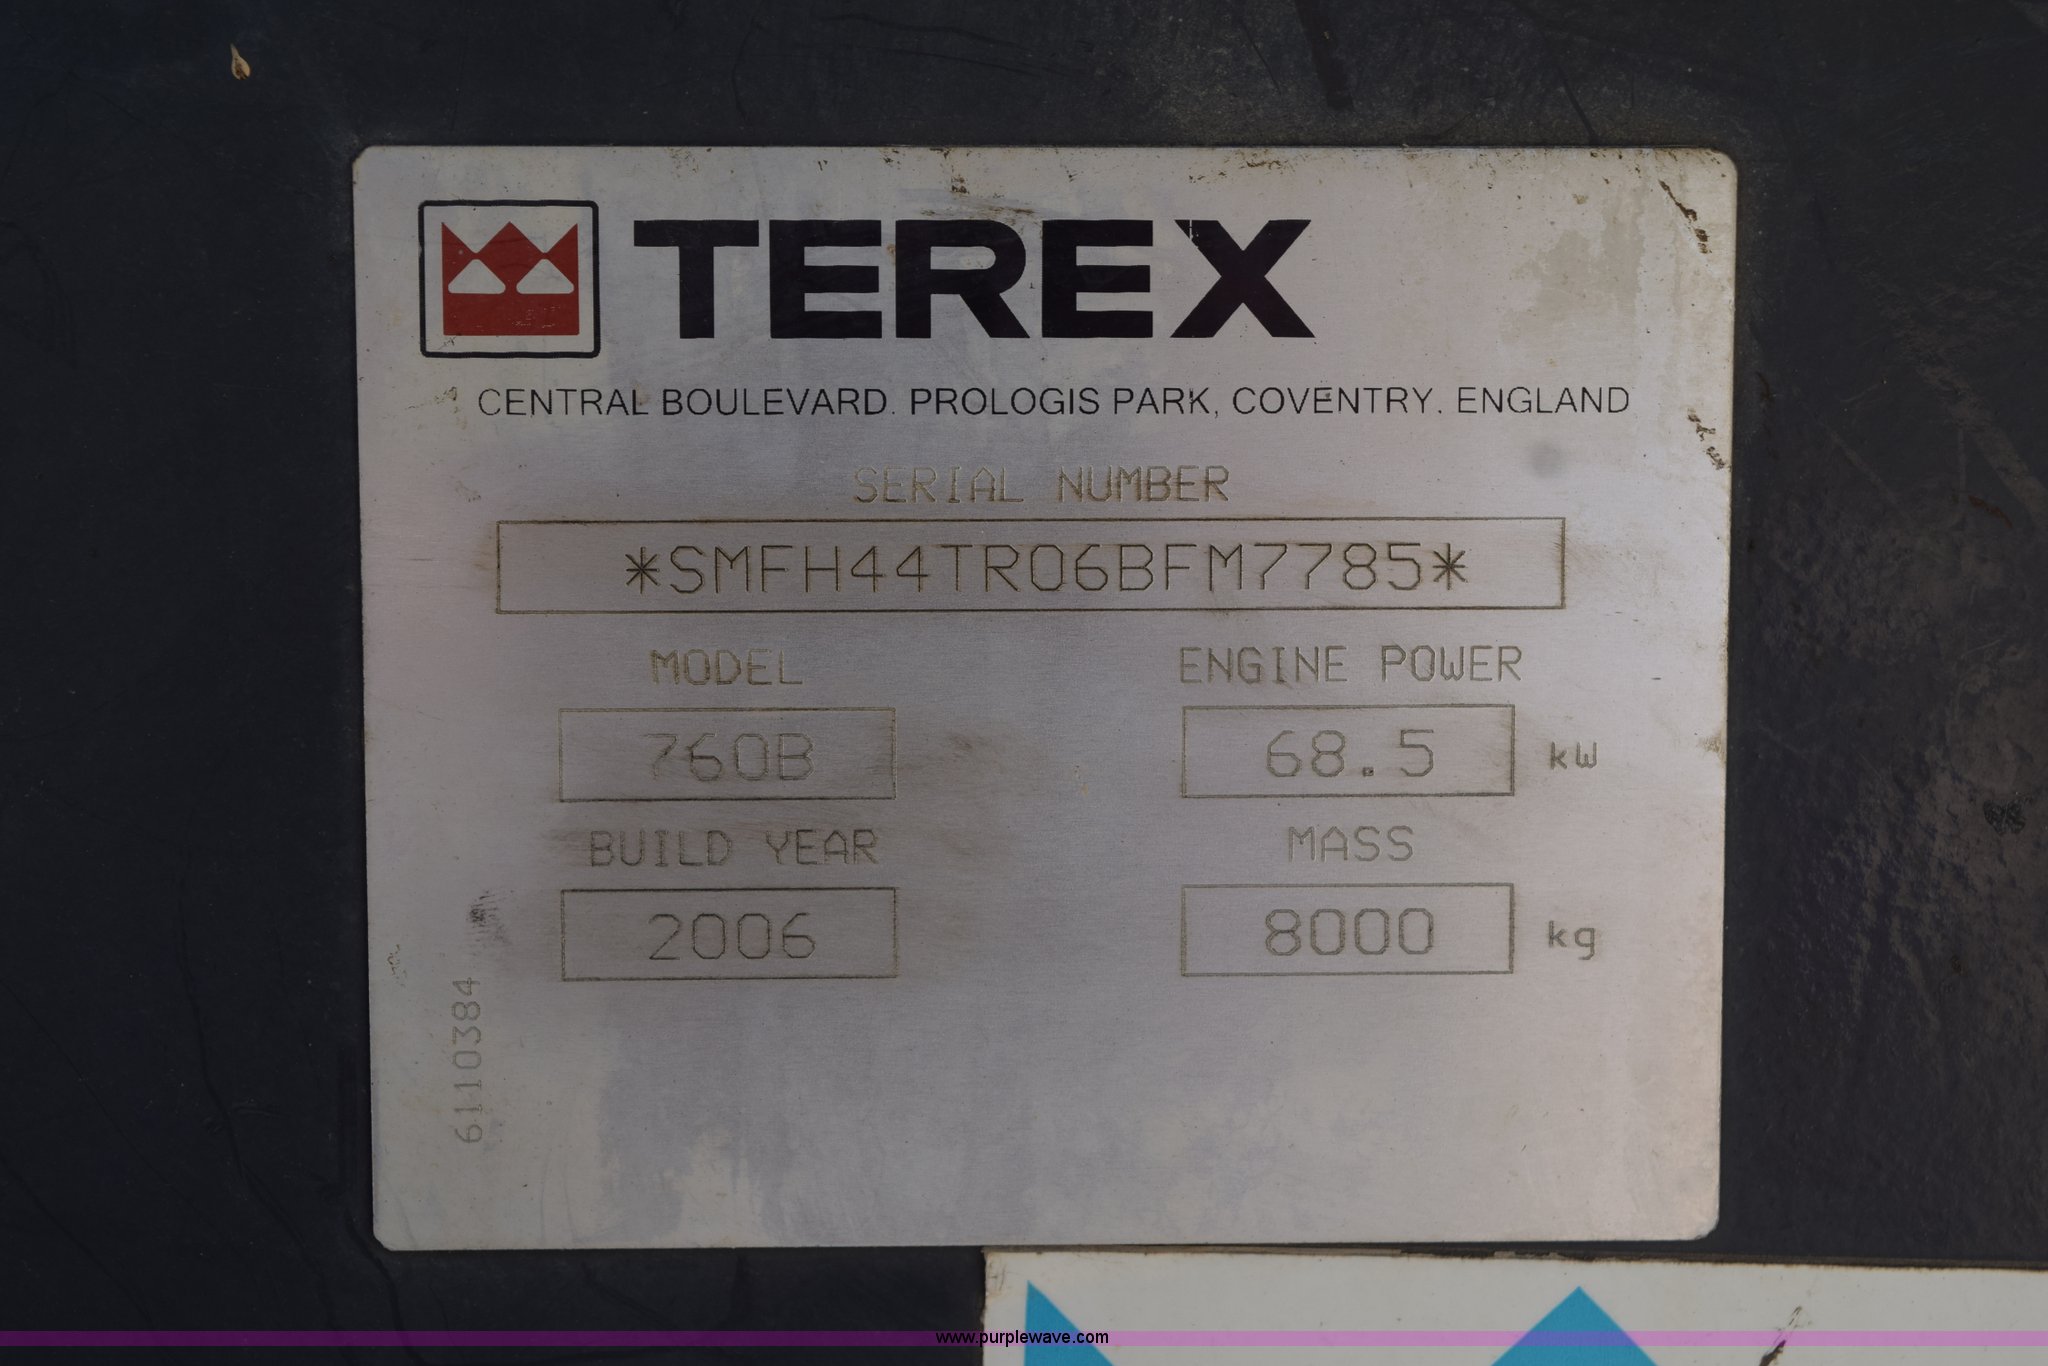 TEREX
CENTRAL BOULEVARD. PROLOGIS PARK, COVENTRY. ENGLAND
SERIAL NUMBER
*SMFH44TR06BFM7785*
MODEL
ENGINE POWER
760B
68.5 kW
BUILD YEAR
MASS
2006
8000 kg
6110384
www.purplewave.com